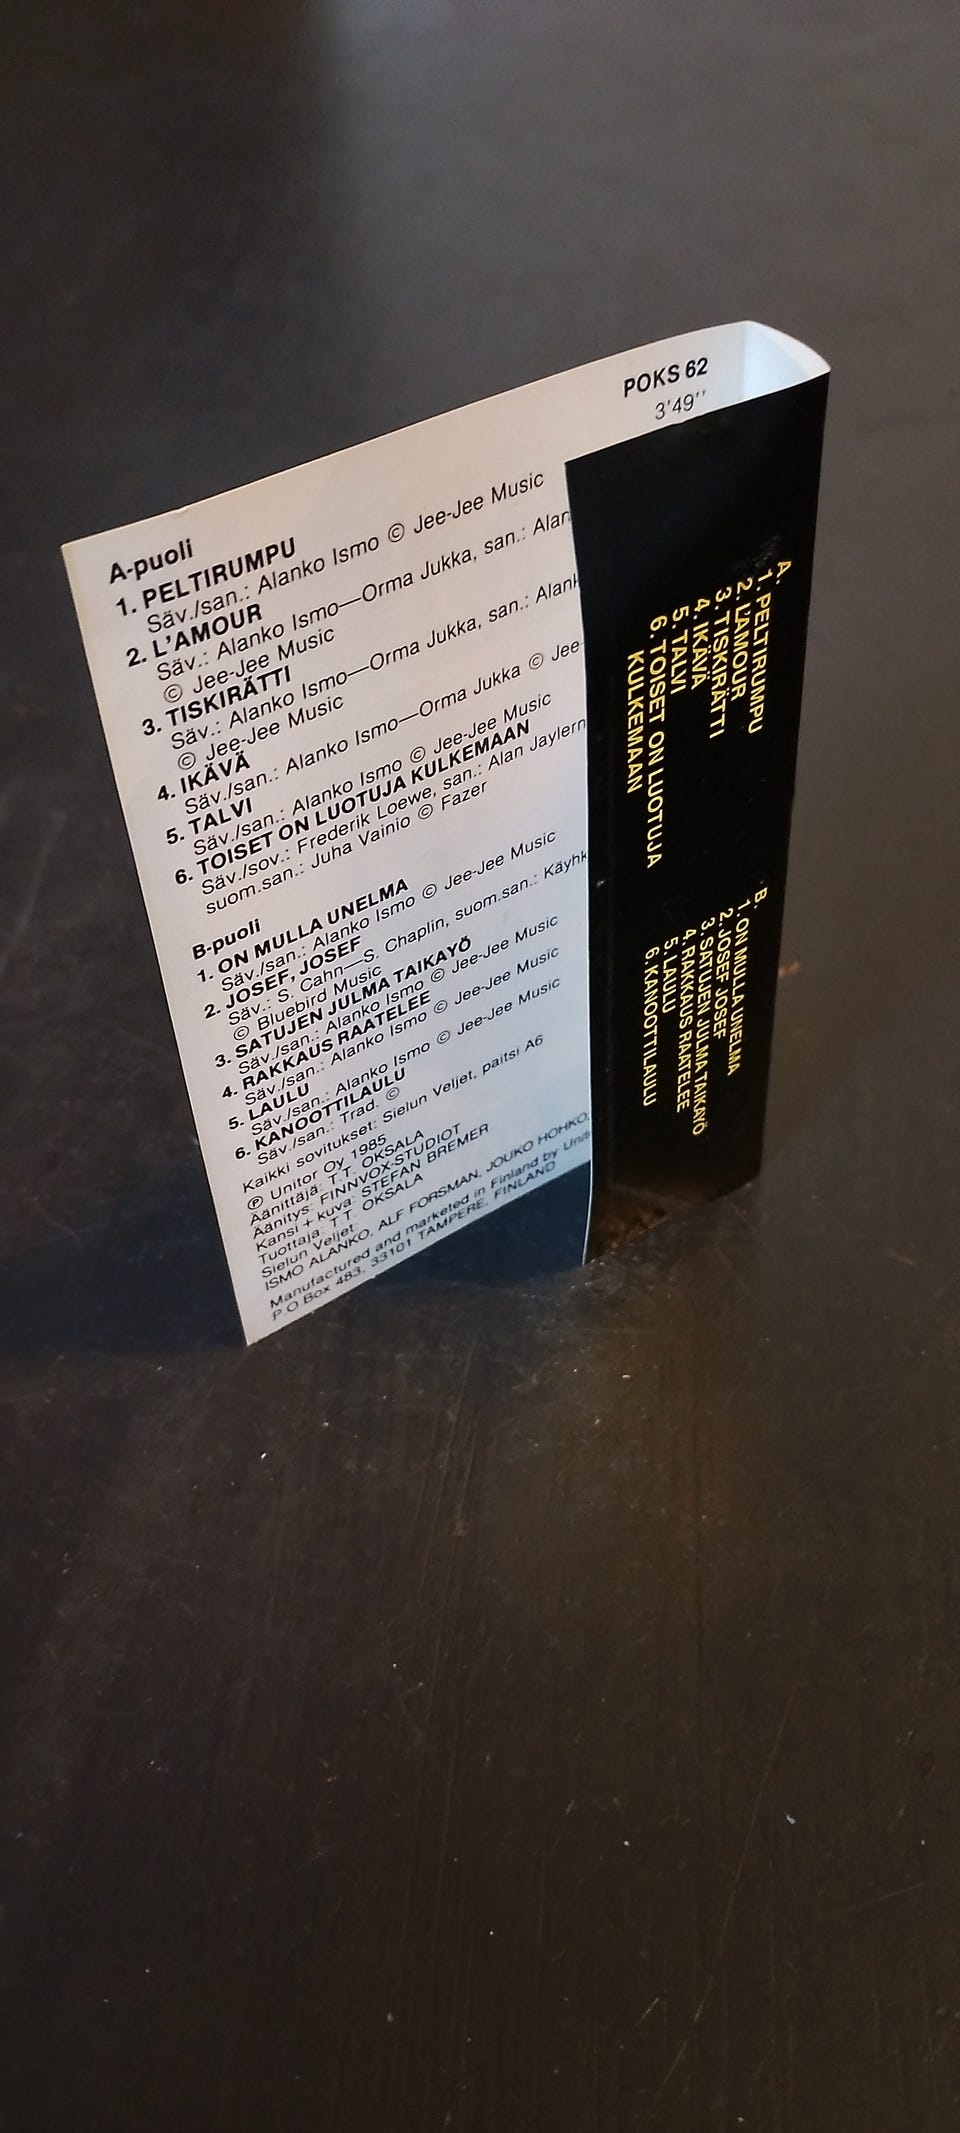 POKS 62
A-puoli
1. PELTIRUMPU 3'49''
Säv./san.: Alanko Ismo © Jee-Jee Music
2. L'AMOUR
Säv.: Alanko Ismo—Orma Jukka, san.: Alan
© Jee-Jee Music
3. TISKIRÄTTI
Säv.: Alanko Ismo—Orma Jukka, san.: Alank
© Jee-Jee Music
4. IKÄVÄ
Säv./san.: Alanko Ismo—Orma Jukka © Jee-
5. TALVI
Säv./san.: Alanko Ismo © Jee-Jee Music
6. TOISET ON LUOTUJA KULKEMAAN
Säv./sov.: Frederik Loewe, san.: Alan Jaylern
suom.san.: Juha Vainio © Fazer
B-puoli
1. ON MULLA UNELMA
Säv./san.: Alanko Ismo © Jee-Jee Music
2. JOSEF, JOSEF
Säv.: S. Cahn—S. Chaplin, suom.san.: Käyhk
© Bluebird Music
3. SATUJEN JULMA TAIKAYÖ
Säv./san.: Alanko Ismo © Jee-Jee Music
4. RAKKAUS RAATELEE
Säv./san.: Alanko Ismo © Jee-Jee Music
5. LAULU
Säv./san.: Alanko Ismo © Jee-Jee Music
6. KANOOTTILAULU
Säv./san.: Trad. ©
Kaikki sovitukset: Sielun Veljet, paitsi A6
℗ Unitor Oy 1985
Äänittäjä: T.T. OKSALA
Äänitys: FINNVOX-STUDIOT
Kansi + kuva: STEFAN BREMER
Tuottaja: T.T. OKSALA
Sielun Veljet:
ISMO ALANKO, ALF FORSMAN, JOUKO HOHKO,
Manufactured and marketed in Finland by Unit
P O Box 483, 33101 TAMPERE, FINLAND
A.
1. PELTIRUMPU
2. L'AMOUR
3. TISKIRÄTTI
4. IKÄVÄ
5. TALVI
6. TOISET ON LUOTUJA
KULKEMAAN
B.
1. ON MULLA UNELMA
2. JOSEF JOSEF
3. SATUJEN JULMA TAIKAYÖ
4. RAKKAUS RAATELEE
5. LAULU
6. KANOOTTILAULU